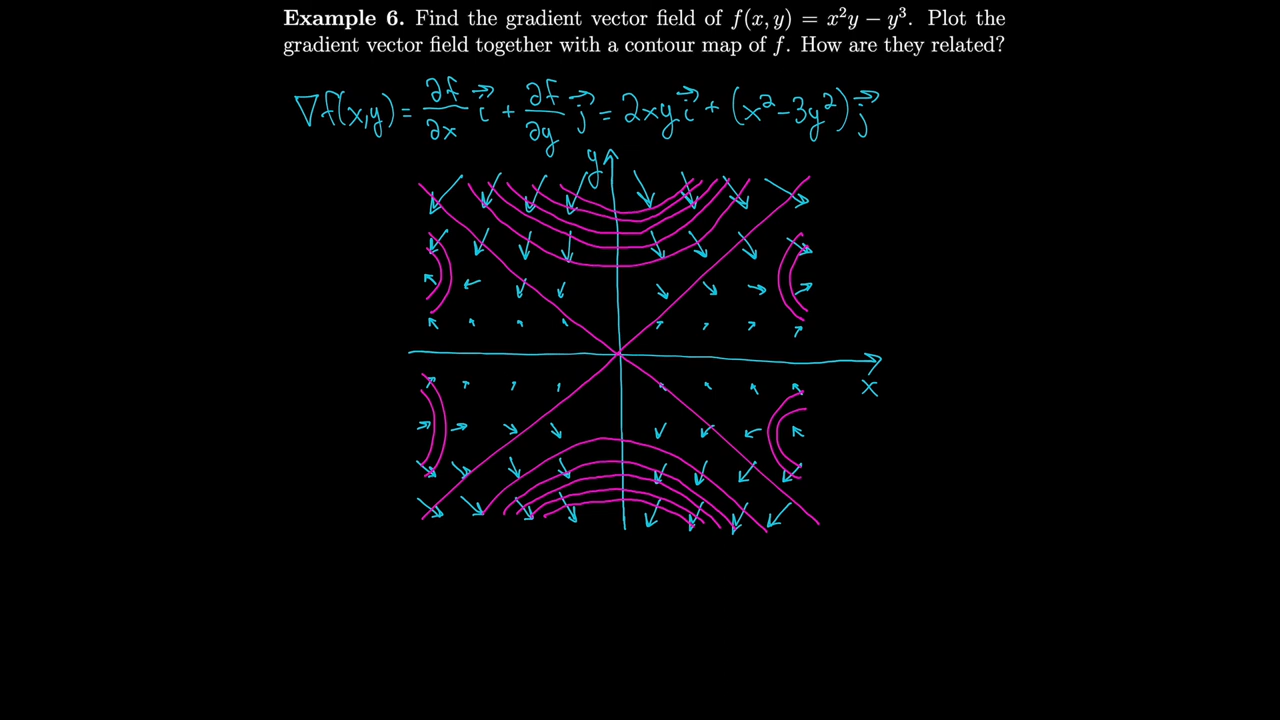 Example 6. Find the gradient vector field of f(x, y) = x²y − y³. Plot the
gradient vector field together with a contour map of f. How are they related?
∇f(x,y) = ∂f/∂x i⃗ + ∂f/∂y j⃗ = 2xy i⃗ + (x² − 3y²) j⃗
y
x